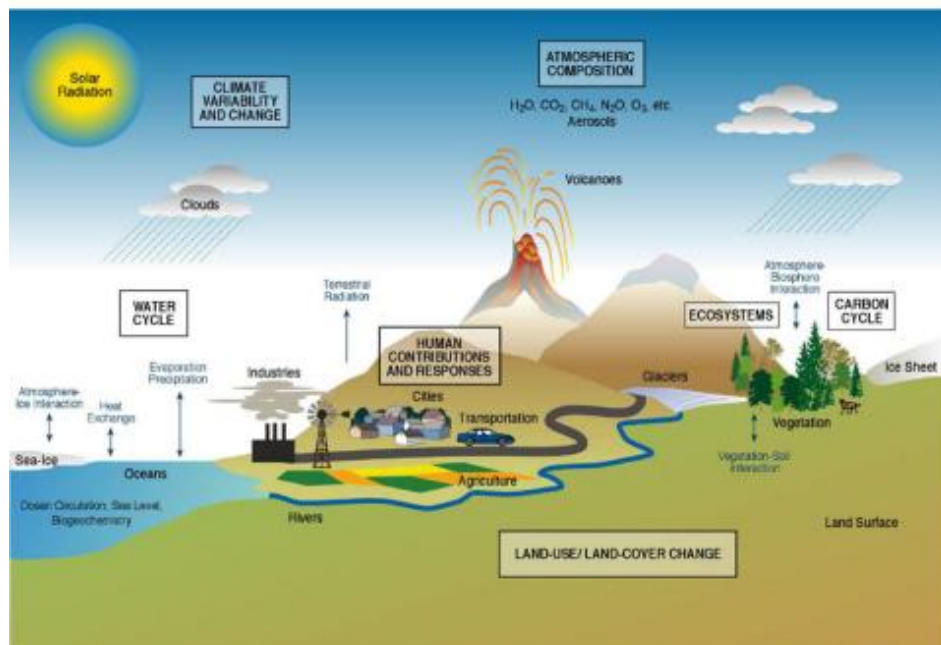 Solar
Radiation
CLIMATE
VARIABILITY
AND CHANGE
ATMOSPHERIC
COMPOSITION
H₂O, CO₂, CH₄, N₂O, O₃, etc.
Aerosols
Clouds
Volcanoes
Terrestrial
Radiation
Atmosphere-
Biosphere
Interaction
WATER
CYCLE
ECOSYSTEMS
CARBON
CYCLE
HUMAN
CONTRIBUTIONS
AND RESPONSES
Evaporation
Precipitation
Industries
Glaciers
Ice Sheet
Atmosphere-
Ice Interaction
Heat
Exchange
Cities
Transportation
Vegetation
Sea-Ice
Oceans
Agriculture
Vegetation-Soil
Interaction
Ocean Circulation, Sea Level,
Biogeochemistry
Rivers
Land Surface
LAND-USE/ LAND-COVER CHANGE